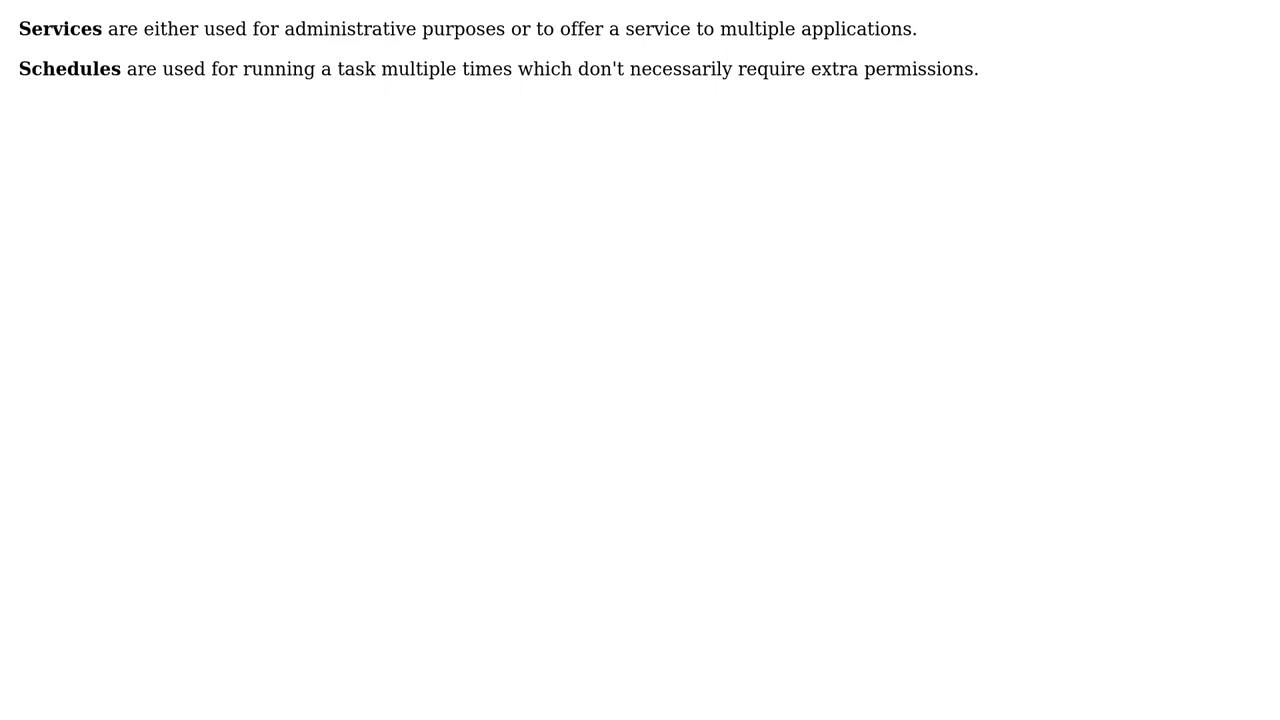 Services are either used for administrative purposes or to offer a service to multiple applications.
Schedules are used for running a task multiple times which don't necessarily require extra permissions.